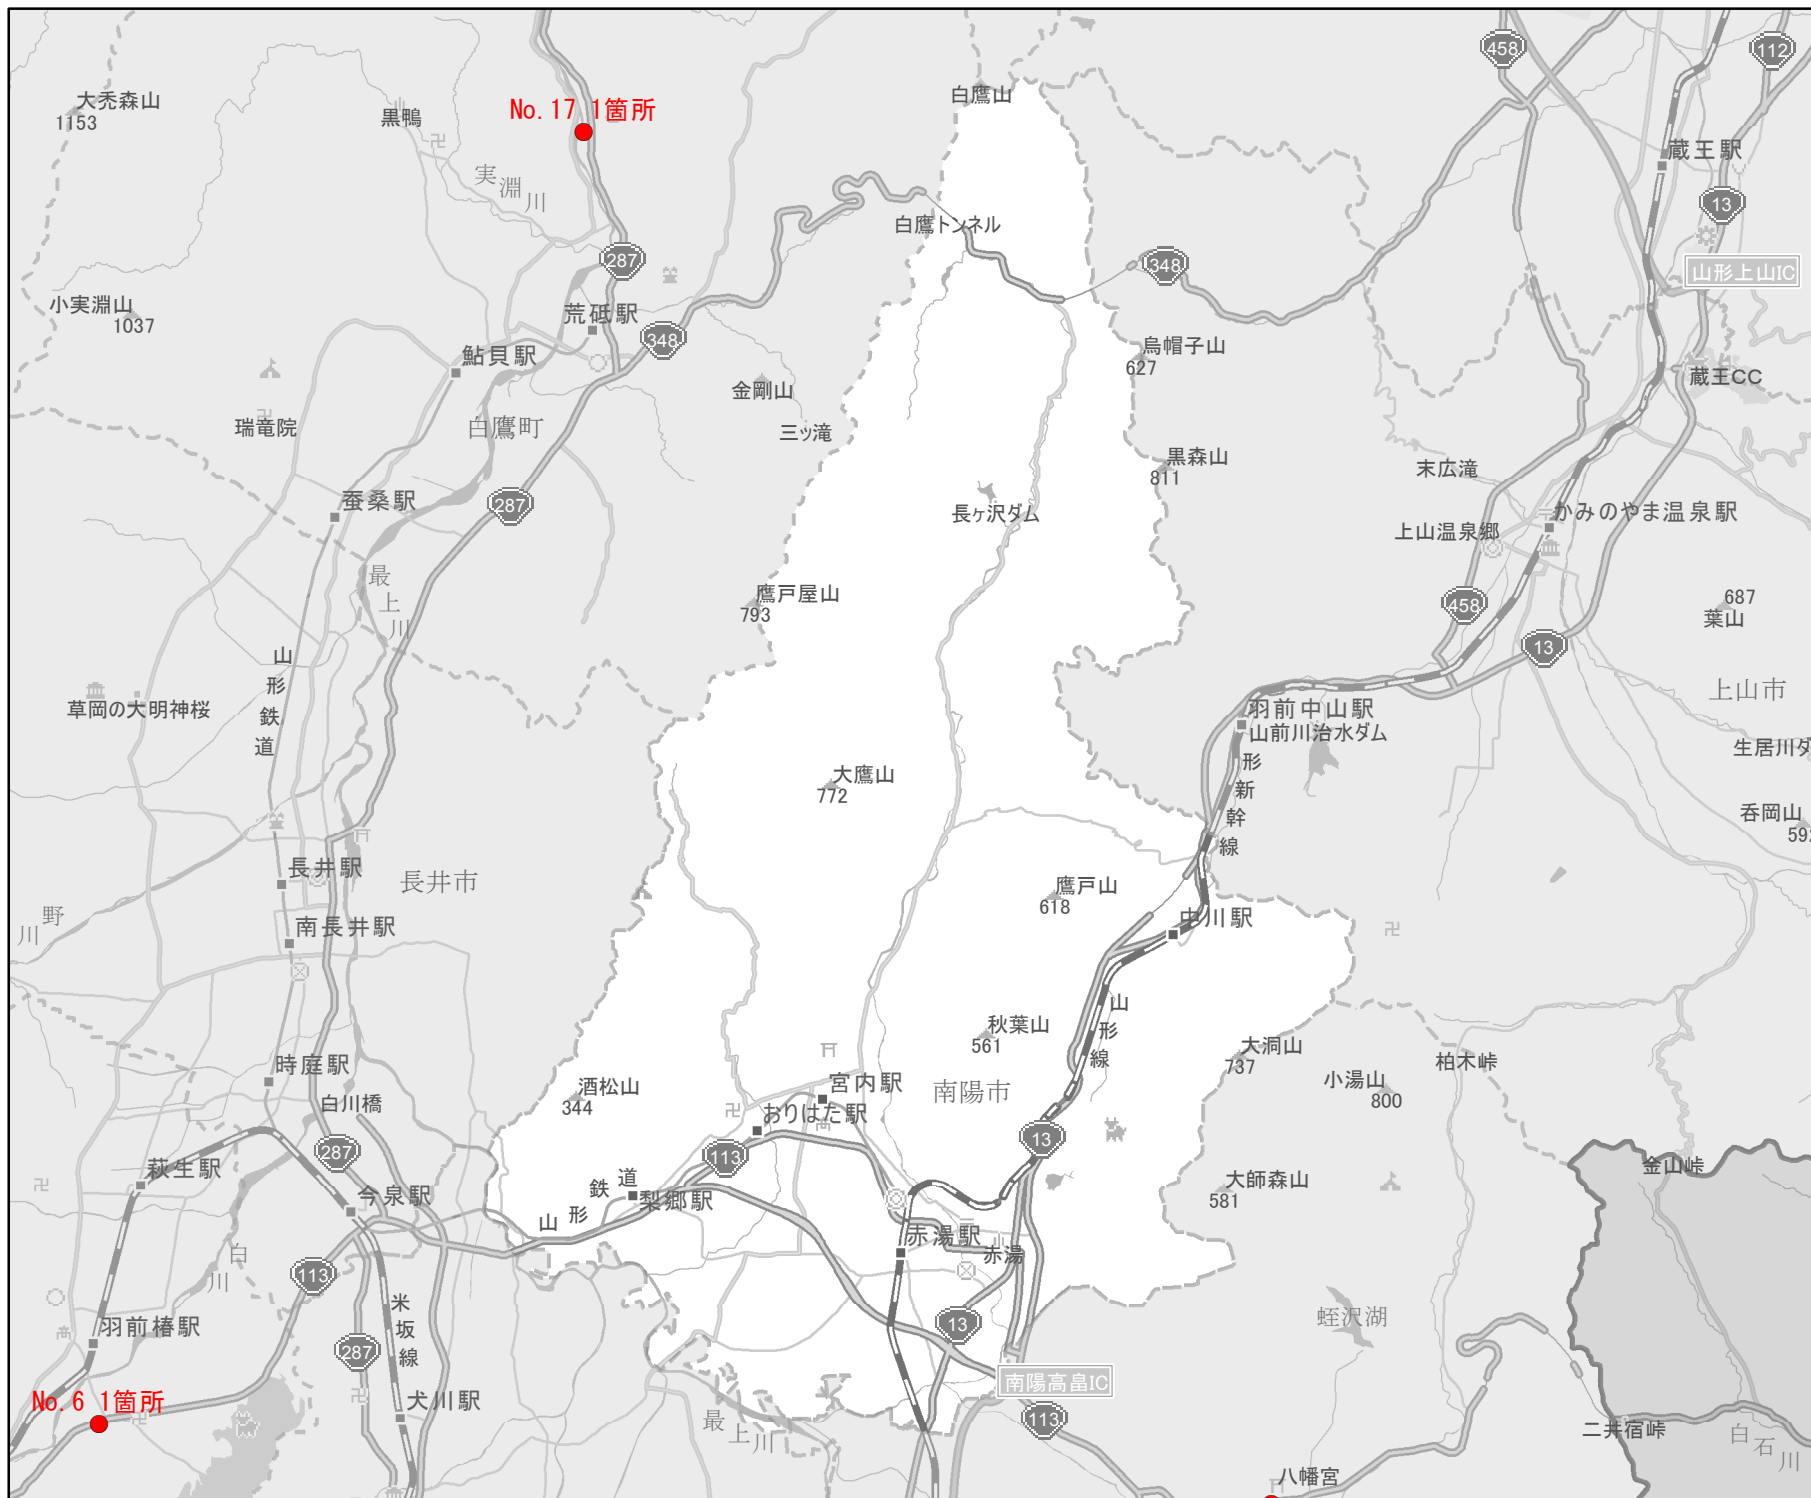 458
112
大禿森山
1153
黒鴨
No.17 1箇所
白鷹山
蔵王駅
実淵川
13
白鷹トンネル
287
348
山形上山IC
小実淵山
1037
荒砥駅
348
鮎貝駅
烏帽子山
627
金剛山
蔵王CC
瑞竜院
白鷹町
三ッ滝
黒森山
811
末広滝
蚕桑駅
287
長ヶ沢ダム
かみのやま温泉駅
上山温泉郷
最上川
鷹戸屋山
793
458
687
葉山
13
山形鉄道
草岡の大明神桜
上山市
羽前中山駅
前川治水ダム
生居川ダ
山形新幹線
大鷹山
772
呑岡山
592
長井駅
長井市
鷹戸山
618
野川
南長井駅
中川駅
山形線
秋葉山
561
大洞山
737
柏木峠
時庭駅
酒松山
344
宮内駅
南陽市
小湯山
800
白川橋
おりはた駅
13
287
113
金山峠
萩生駅
大師森山
581
今泉駅
山形鉄道
梨郷駅
赤湯駅
赤湯
白川
113
米坂線
羽前椿駅
13
蛭沢湖
287
南陽高畠IC
No.6 1箇所
犬川駅
最上川
113
二井宿峠
白石川
八幡宮